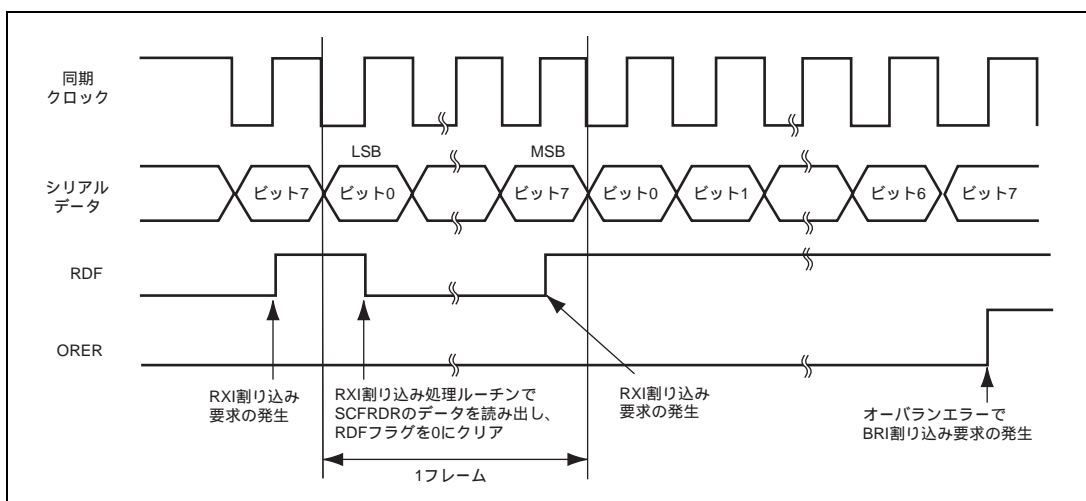 同期
クロック
LSB
MSB
シリアル
データ
ビット7
ビット0
ビット7
ビット0
ビット1
ビット6
ビット7
RDF
ORER
RXI割り込み
要求の発生
RXI割り込み処理ルーチンで
SCFRDRのデータを読み出し、
RDFフラグを0にクリア
RXI割り込み
要求の発生
オーバランエラーで
BRI割り込み要求の発生
1フレーム